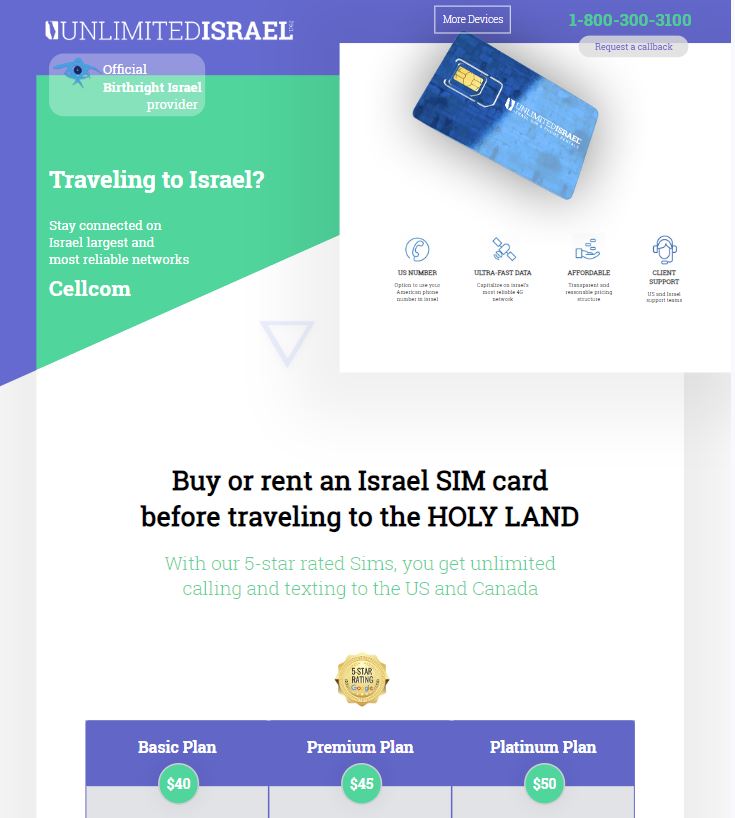 UNLIMITEDISRAEL
More Devices
1-800-300-3100
Request a callback
Official
Birthright Israel
provider
Traveling to Israel?
Stay connected on
Israel largest and
most reliable networks
Cellcom
UNLIMITEDISRAEL
ISRAEL SIM & PHONE RENTALS
US NUMBER
Option to use your
American phone
number in Israel
ULTRA-FAST DATA
Capitalize on Israel's
most reliable 4G
network
AFFORDABLE
Transparent and
reasonable pricing
structure
CLIENT
SUPPORT
US and Israel
support teams
Buy or rent an Israel SIM card
before traveling to the HOLY LAND
With our 5-star rated Sims, you get unlimited
calling and texting to the US and Canada
5-STAR
RATING
Google
Basic Plan
$40
Premium Plan
$45
Platinum Plan
$50